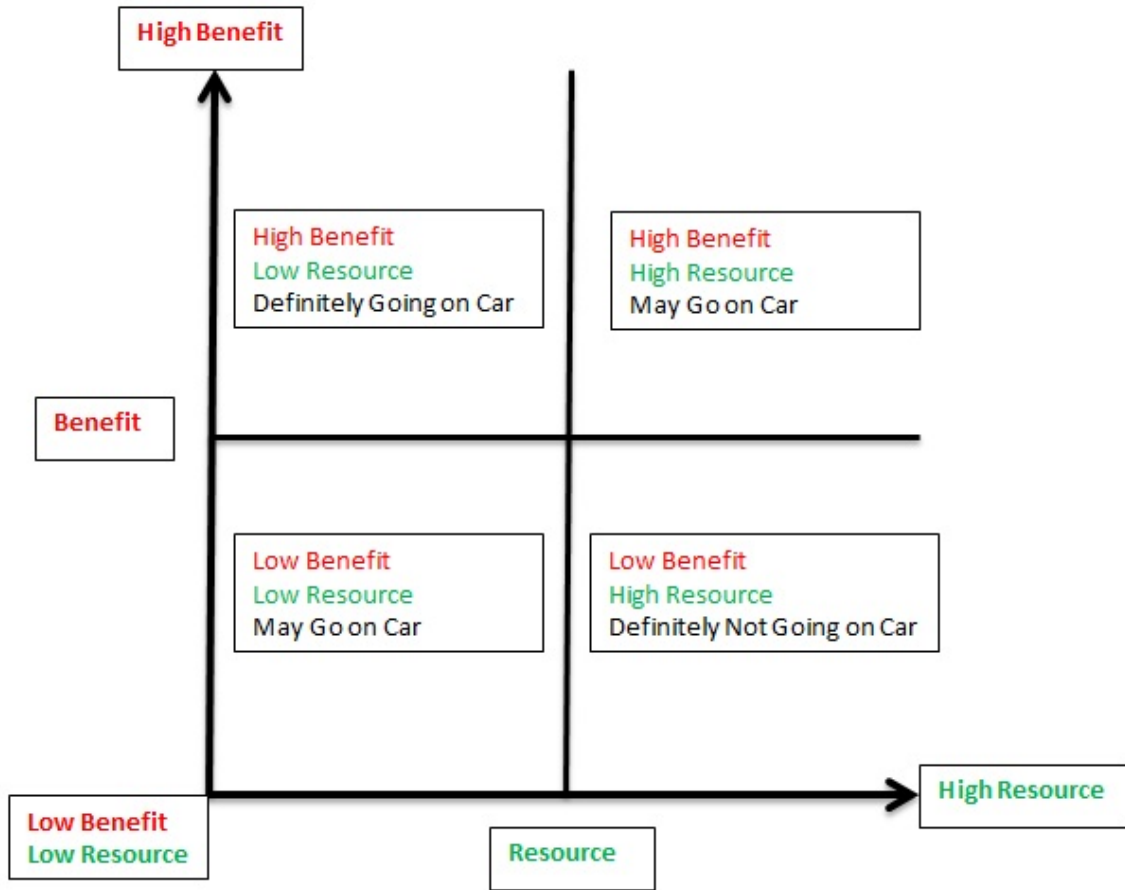 High Benefit
High Benefit
Low Resource
Definitely Going on Car
High Benefit
High Resource
May Go on Car
Benefit
Low Benefit
Low Resource
May Go on Car
Low Benefit
High Resource
Definitely Not Going on Car
High Resource
Low Benefit
Low Resource
Resource